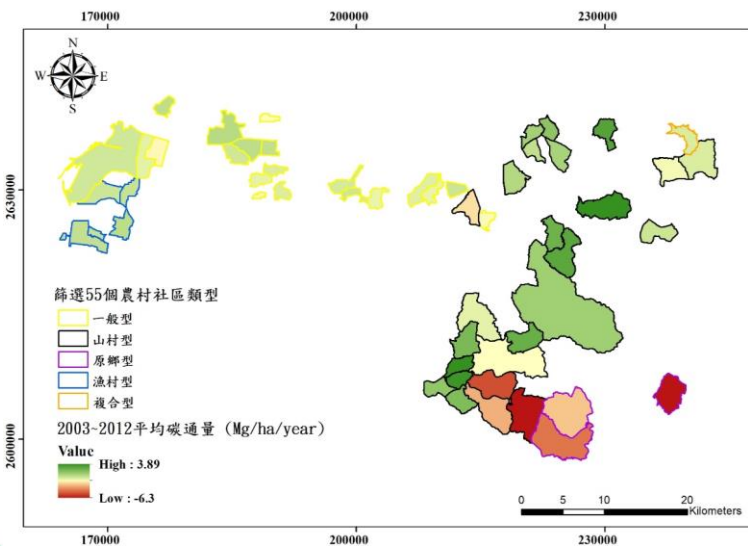 170000 200000 230000
N
W E
S
2630000
2630000
篩選55個農村社區類型
一般型
山村型
原鄉型
漁村型
複合型
2003~2012平均碳通量 (Mg/ha/year)
Value
High : 3.89
Low : -6.3
2600000
2600000
0 5 10 20
Kilometers
170000 200000 230000